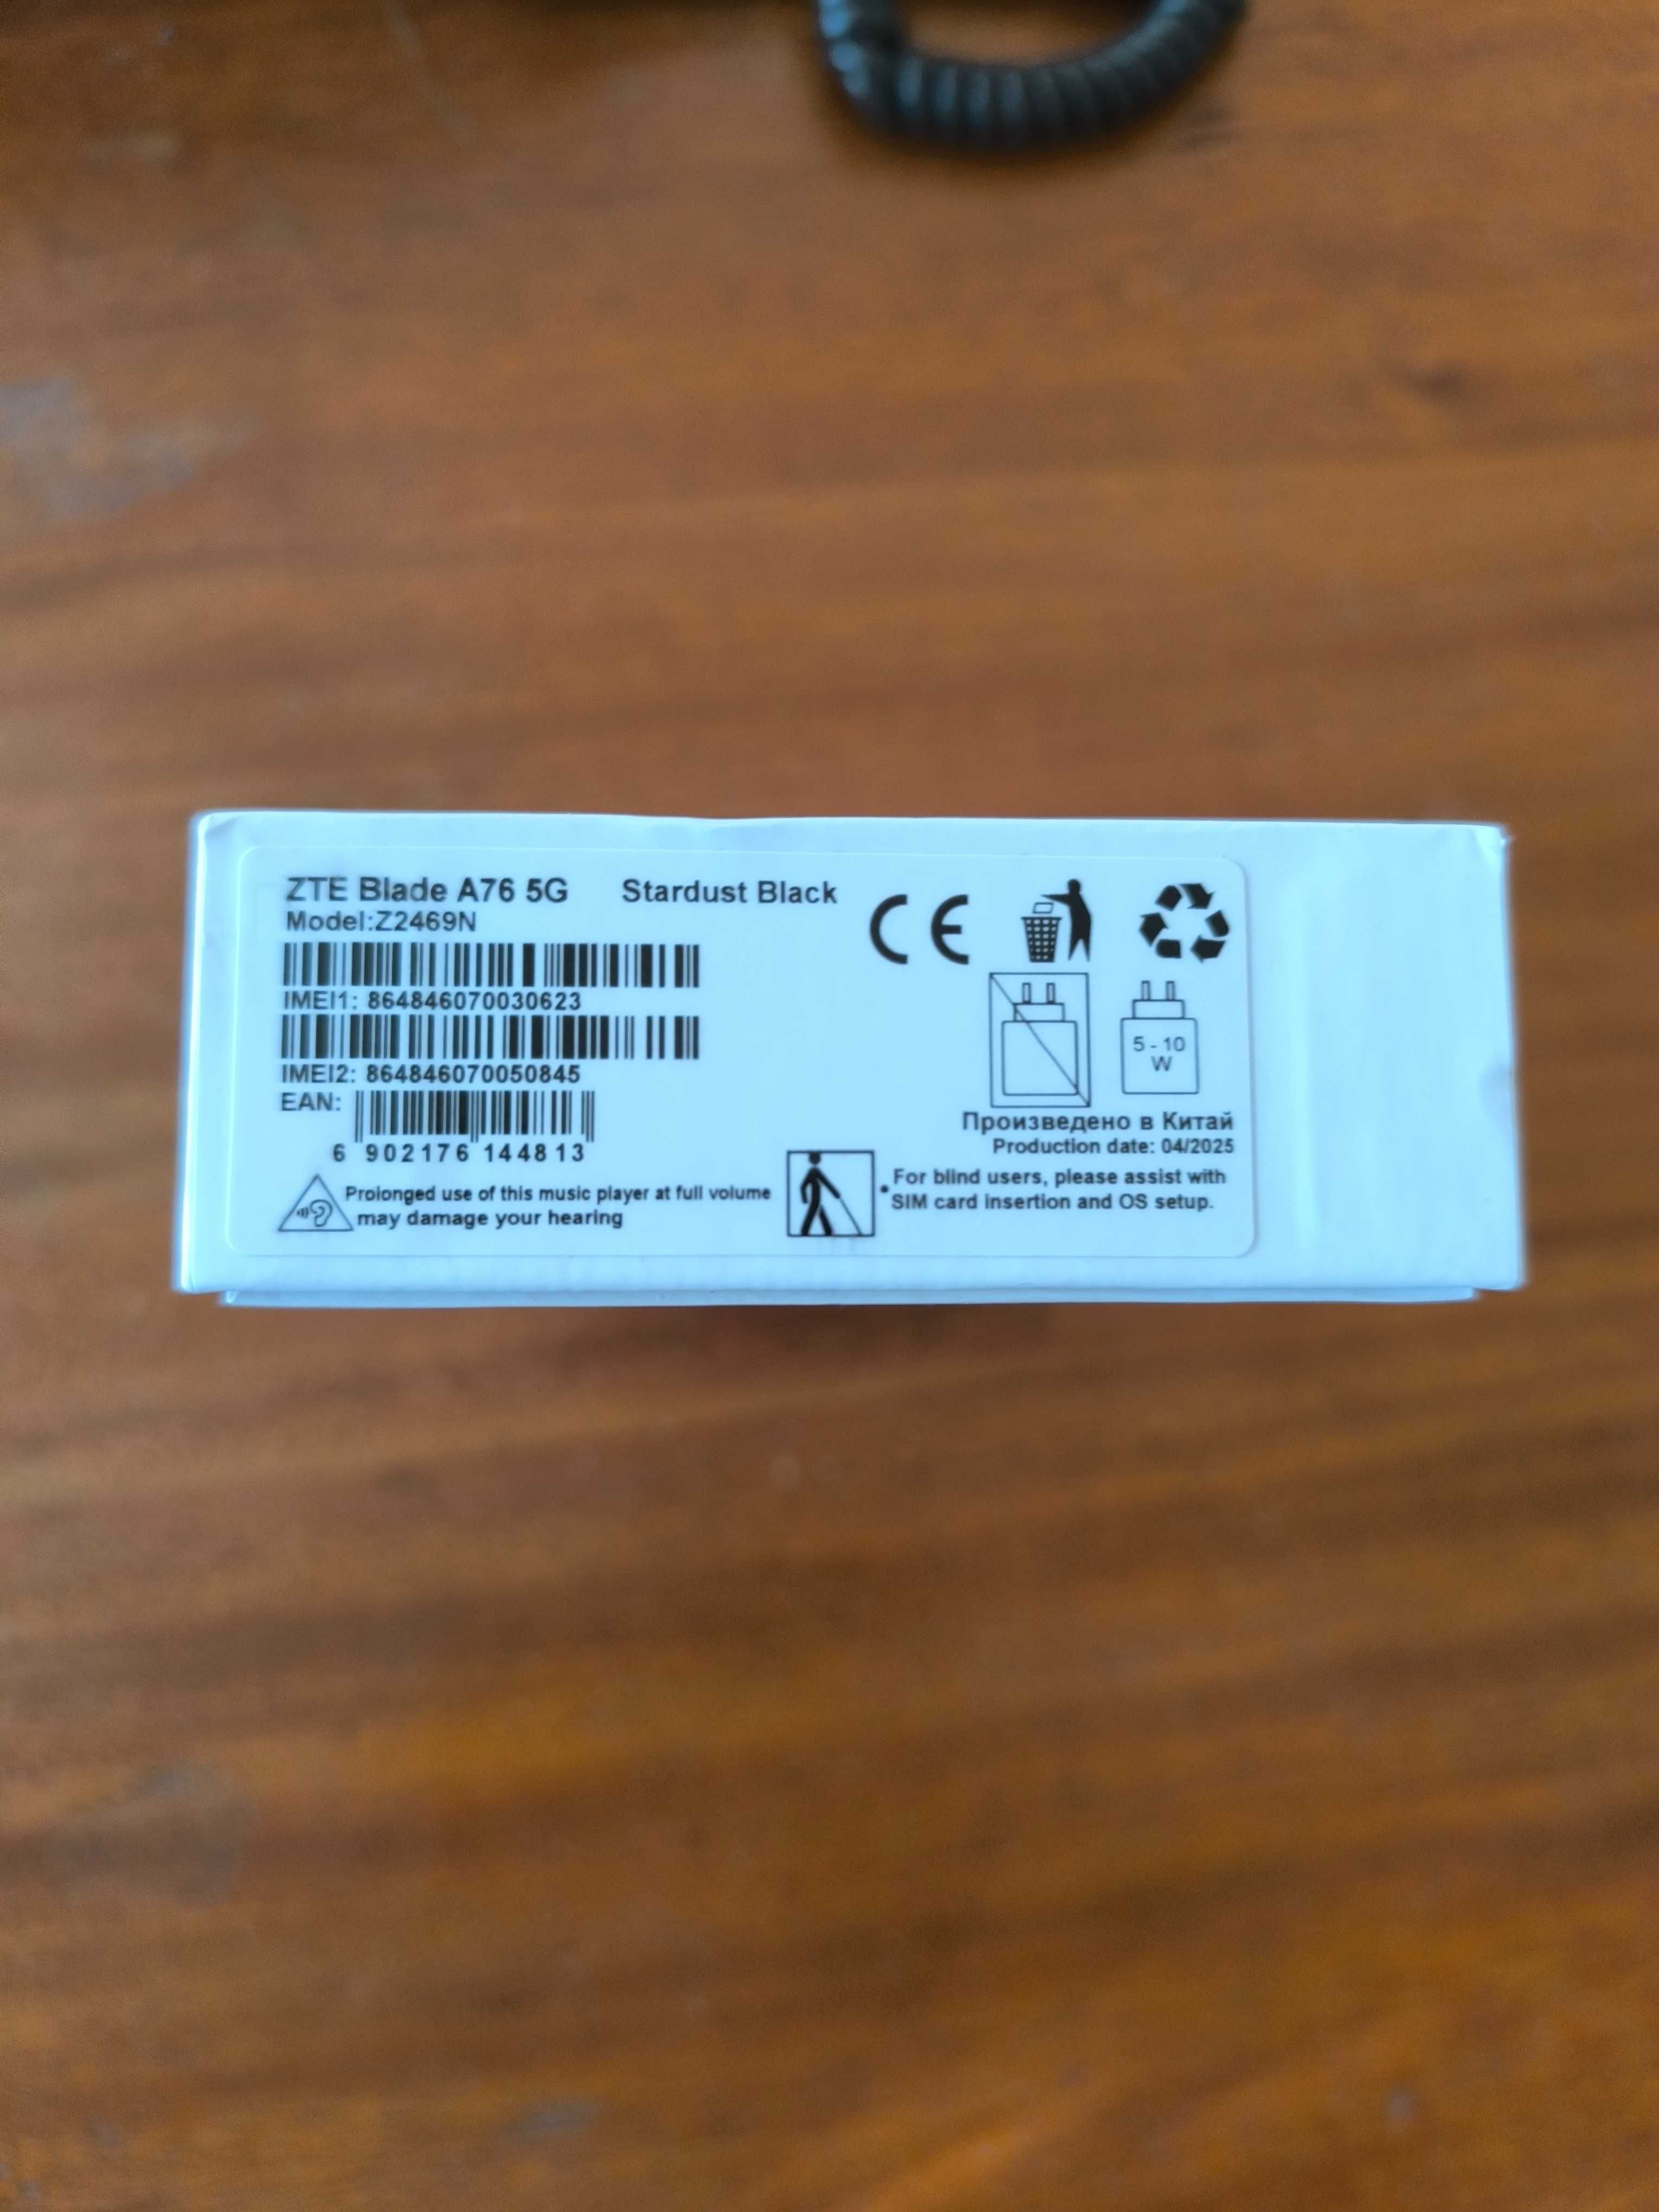 ZTE Blade A76 5G Stardust Black
Model:Z2469N
CE
IMEI1: 864846070030623
IMEI2: 864846070050845
EAN:
6 902176 144813
5 - 10
W
Произведено в Китай
Production date: 04/2025
Prolonged use of this music player at full volume
may damage your hearing
• For blind users, please assist with
SIM card insertion and OS setup.